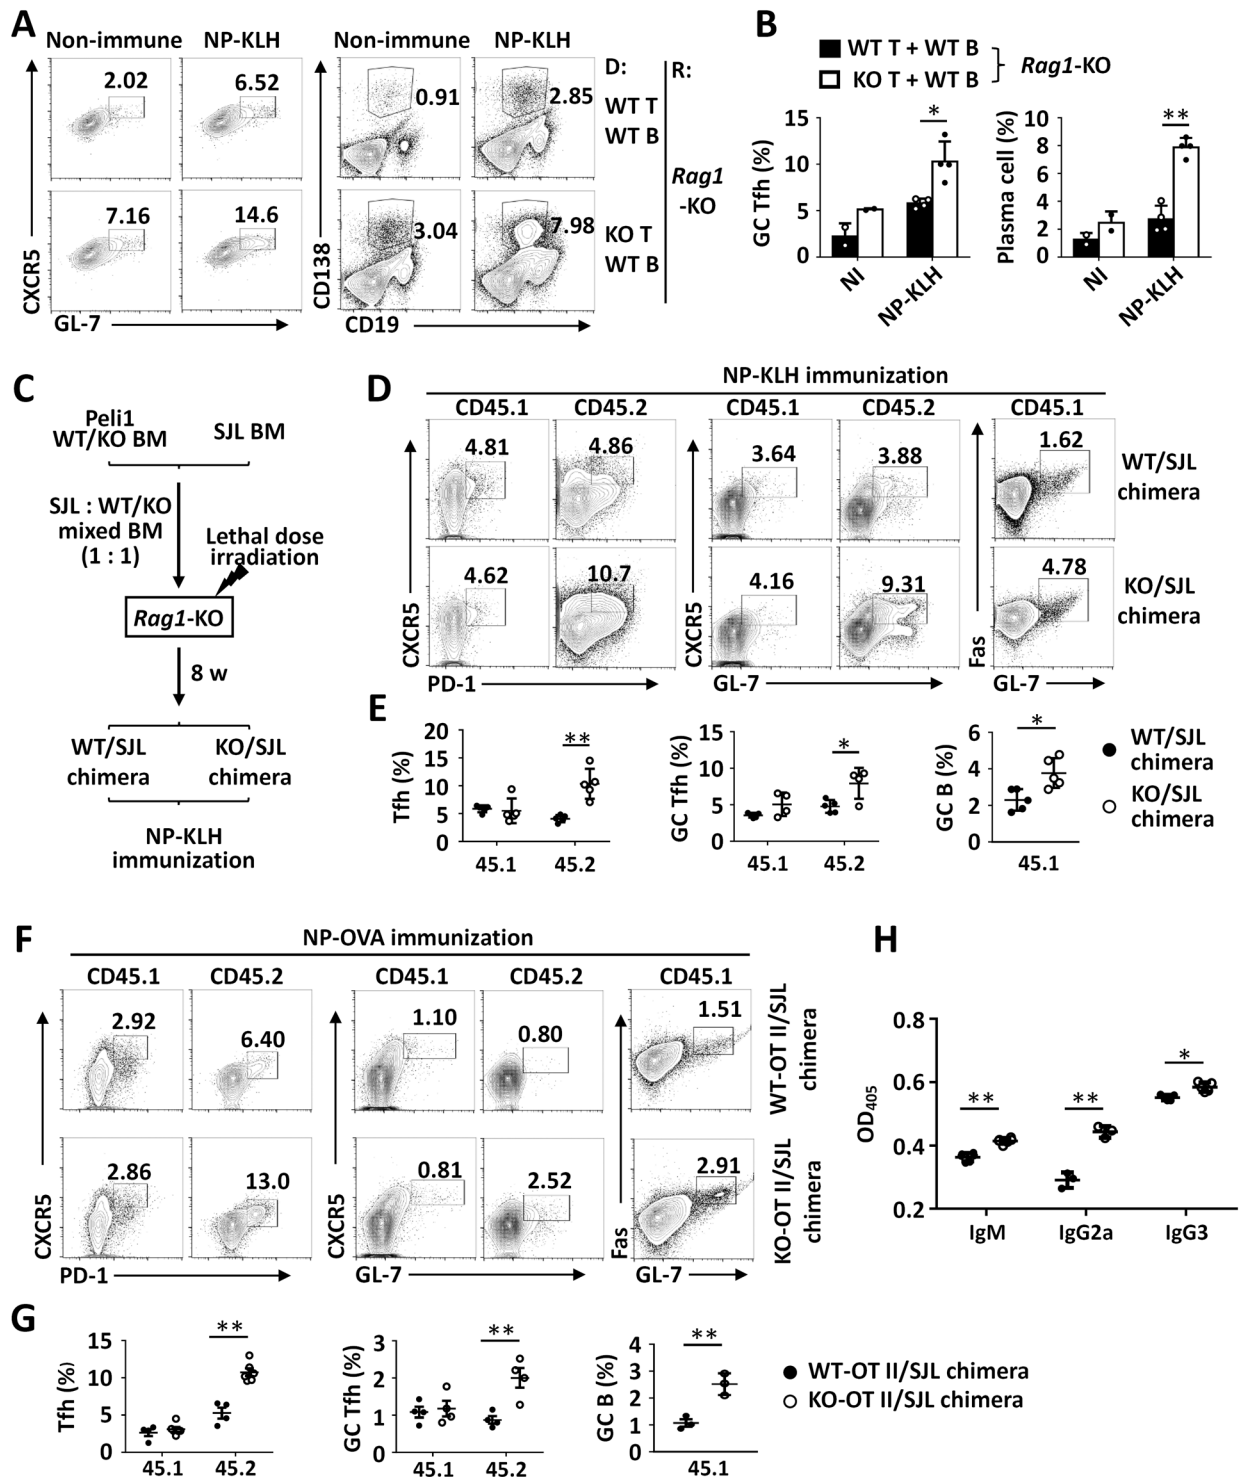 A
Non-immune NP-KLH Non-immune NP-KLH
2.02 6.52 0.91 2.85
7.16 14.6 3.04 7.98
CXCR5
GL-7
CD138
CD19
D: R:
WT T
WT B
KO T
WT B
Rag1
-KO
B
WT T + WT B
KO T + WT B
Rag1-KO
GC Tfh (%)
15
10
5
0
*
NI NP-KLH
Plasma cell (%)
10
8
6
4
2
0
**
NI NP-KLH
C
Peli1
WT/KO BM SJL BM
SJL : WT/KO
mixed BM
(1 : 1)
Lethal dose
irradiation
Rag1-KO
8 w
WT/SJL KO/SJL
chimera chimera
NP-KLH
immunization
D
NP-KLH immunization
CD45.1 CD45.2 CD45.1 CD45.2 CD45.1
4.81 4.86 3.64 3.88 1.62
WT/SJL
chimera
4.62 10.7 4.16 9.31 4.78
KO/SJL
chimera
CXCR5
PD-1
CXCR5
GL-7
Fas
GL-7
E
Tfh (%)
20
15
10
5
0
**
45.1 45.2
GC Tfh (%)
15
10
5
0
*
45.1 45.2
GC B (%)
6
4
2
0
*
45.1
WT/SJL
chimera
KO/SJL
chimera
F
NP-OVA immunization
CD45.1 CD45.2 CD45.1 CD45.2 CD45.1
2.92 6.40 1.10 0.80 1.51
WT-OT II/SJL
chimera
2.86 13.0 0.81 2.52 2.91
KO-OT II/SJL
chimera
CXCR5
PD-1
CXCR5
GL-7
Fas
GL-7
H
OD405
0.8
0.6
0.4
0.2
** ** *
IgM IgG2a IgG3
G
Tfh (%)
15
10
5
0
**
45.1 45.2
GC Tfh (%)
3
2
1
0
**
45.1 45.2
GC B (%)
4
3
2
1
0
**
45.1
WT-OT II/SJL chimera
KO-OT II/SJL chimera